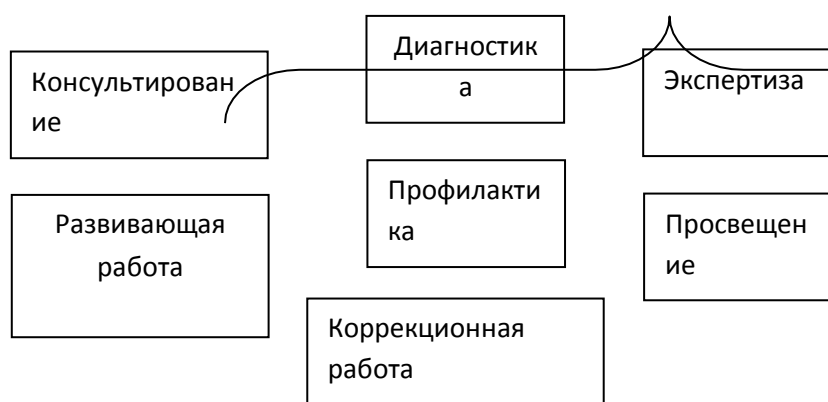 Консультирован
ие
Диагностик
а
Экспертиза
Развивающая
работа
Профилакти
ка
Просвещен
ие
Коррекционная
работа